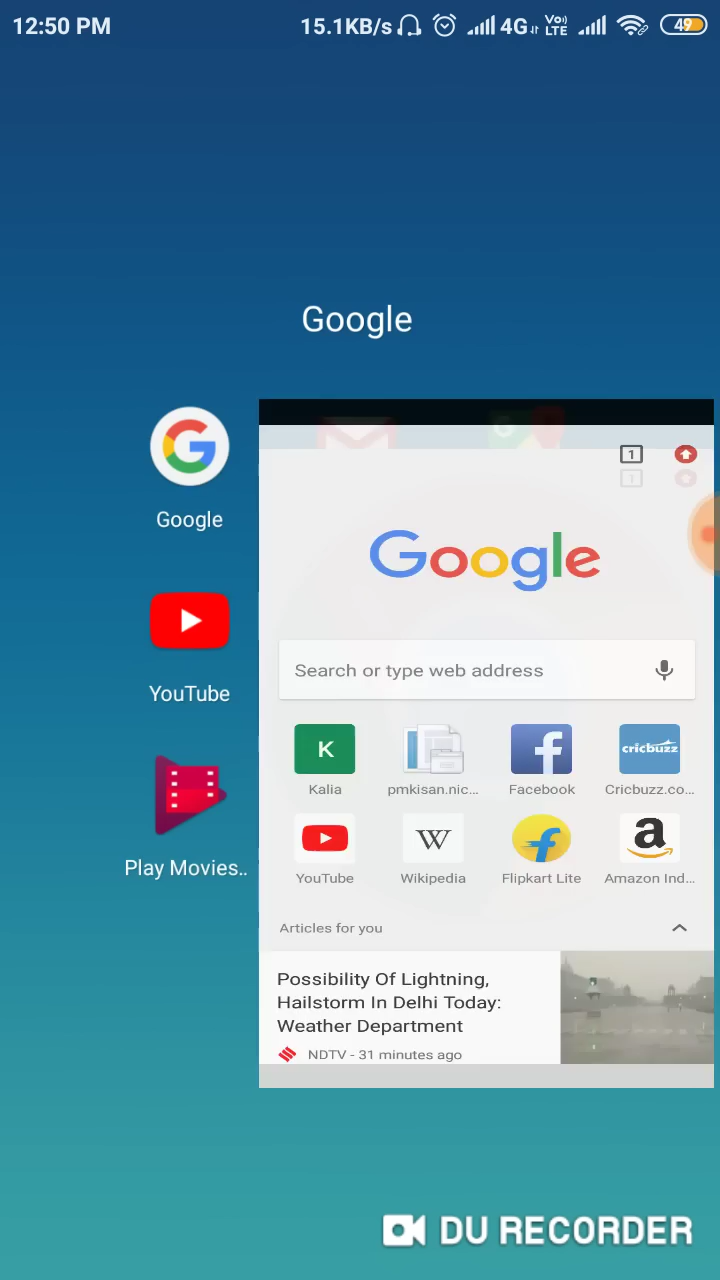 12:50 PM
15.1KB/s 4G Vo) LTE 49
Google
Google
YouTube
Play Movies..
1
Google
Search or type web address
K
cricbuzz
Kalia pmkisan.nic... Facebook Cricbuzz.co...
W
a
YouTube Wikipedia Flipkart Lite Amazon Ind...
Articles for you
Possibility Of Lightning,
Hailstorm In Delhi Today:
Weather Department
NDTV - 31 minutes ago
DU RECORDER